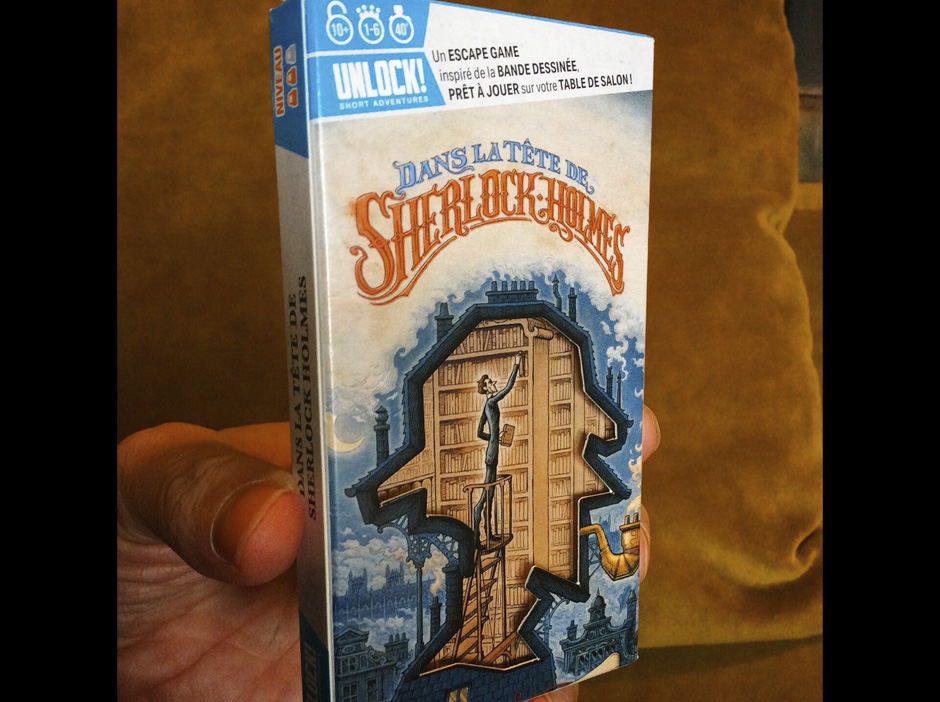 10+ 1-6 40'
UNLOCK!
SHORT ADVENTURES
Un ESCAPE GAME
inspiré de la BANDE DESSINÉE,
PRÊT À JOUER sur votre TABLE DE SALON !
DANS LA TÊTE DE
SHERLOCK HOLMES
NIVEAU
DANS LA TÊTE DE
SHERLOCK HOLMES